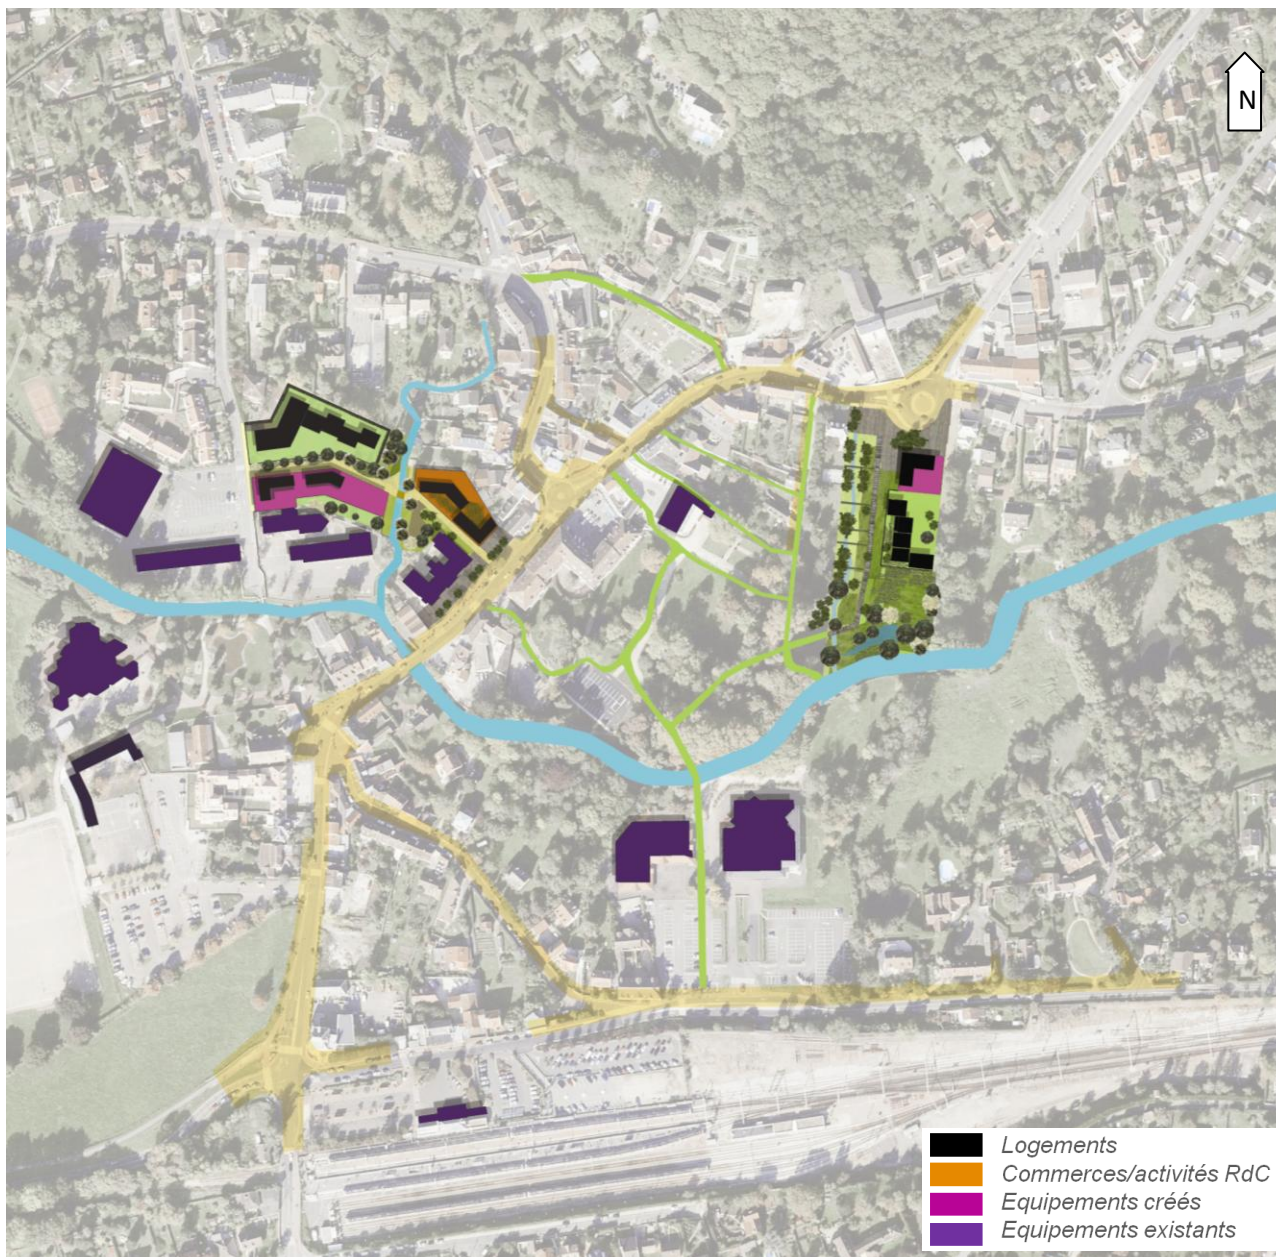 N
Logements
Commerces/activités RdC
Equipements créés
Equipements existants